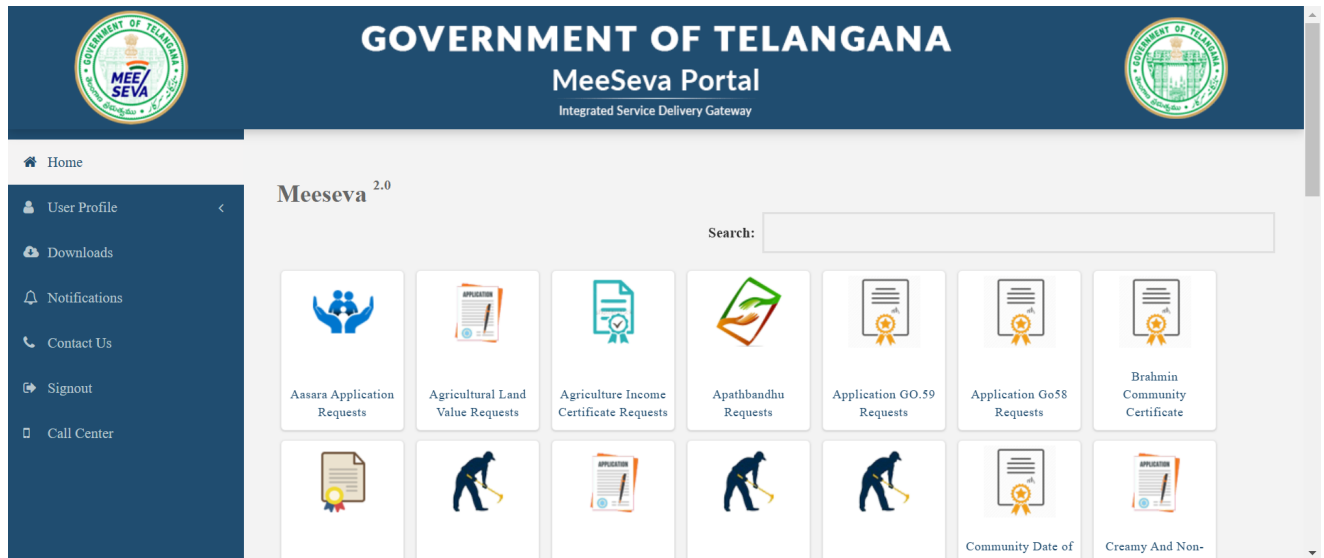 GOVERNMENT OF TELANGANA
MeeSeva Portal
Integrated Service Delivery Gateway
GOVERNMENT OF TELANGANA
MEE
SEVA
Home
User Profile
Downloads
Notifications
Contact Us
Signout
Call Center
Meeseva 2.0
Search:
Aasara Application
Requests
Agricultural Land
Value Requests
Agriculture Income
Certificate Requests
Apathbandhu
Requests
Application GO.59
Requests
Application Go58
Requests
Brahmin
Community
Certificate
APPLICATION
APPLICATION
APPLICATION
Community Date of
Creamy And Non-